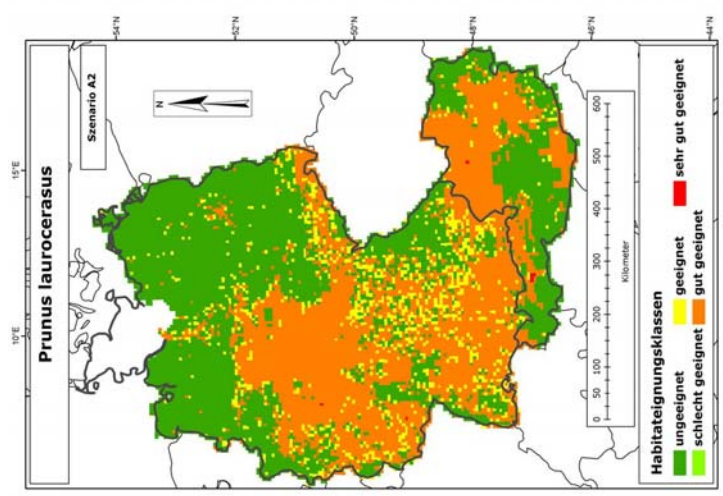 Prunus laurocerasus
Szenario A2
10°E
15°E
54°N
52°N
50°N
48°N
46°N
44°N
N
0 50 100 200 300 400 500 600
Kilometer
Habitateignungsklassen
ungeeignet
geeignet
sehr gut geeignet
schlecht geeignet
gut geeignet